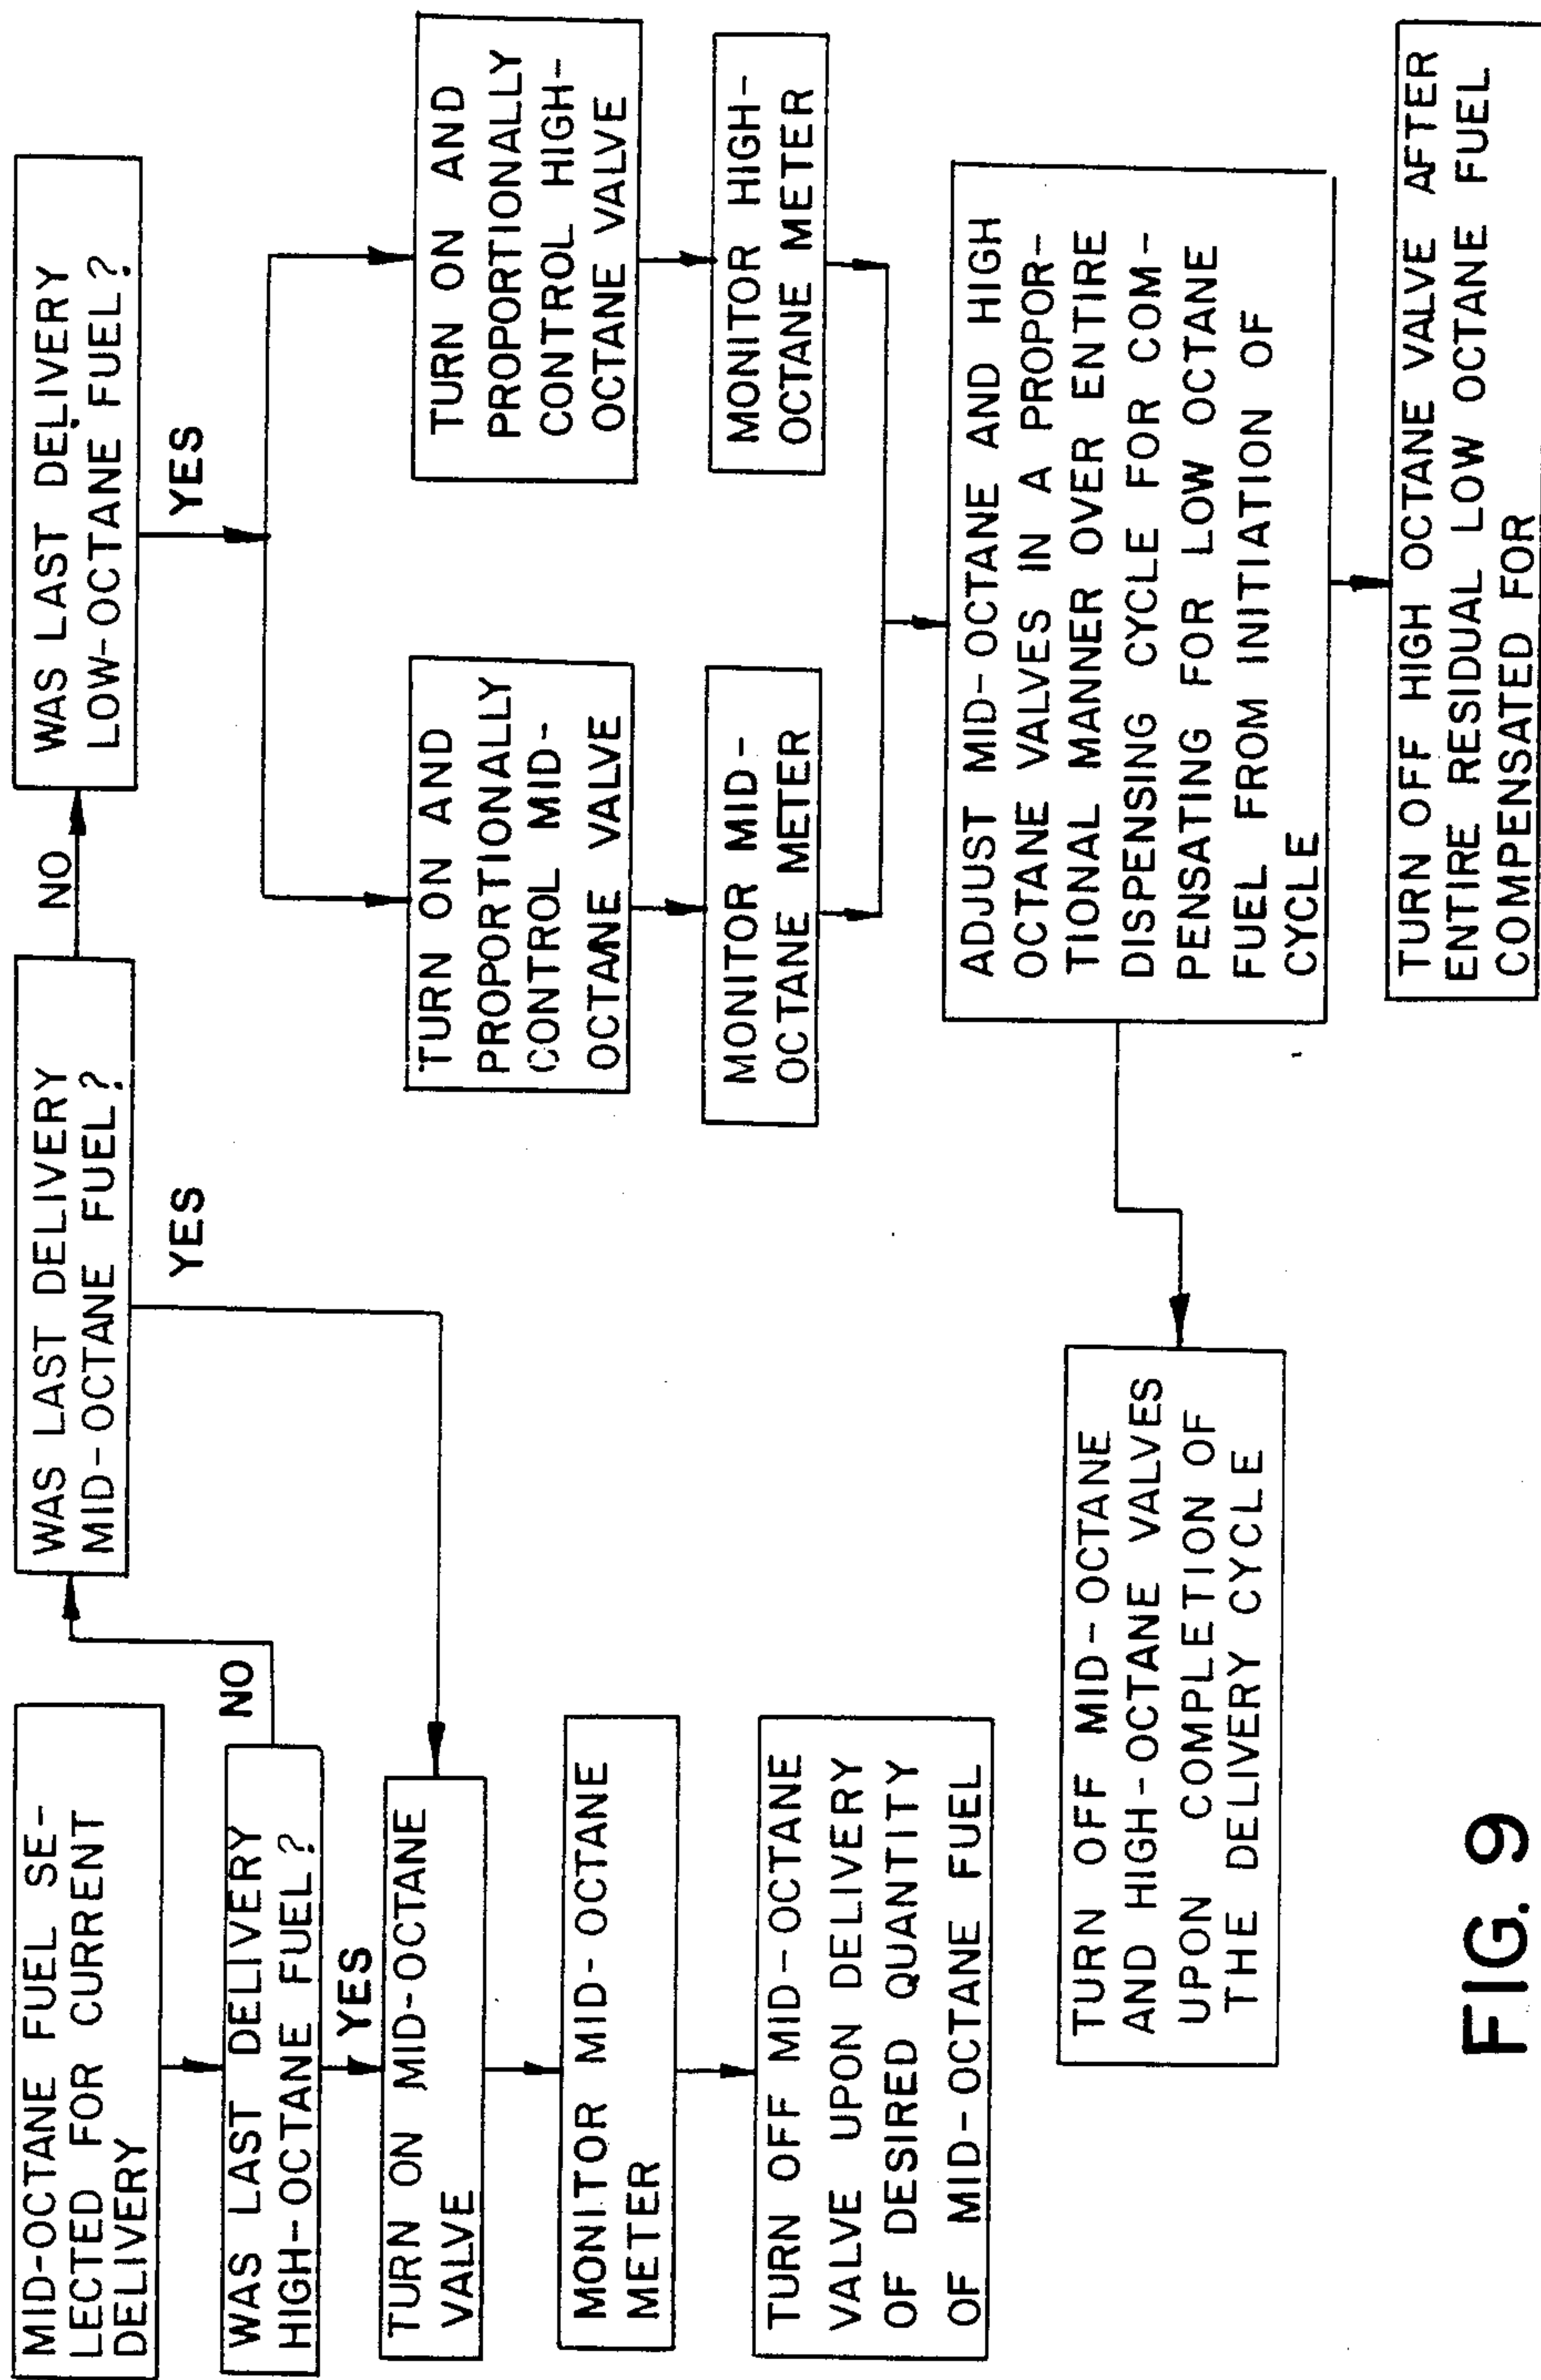 MID-OCTANE FUEL SE-
LECTED FOR CURRENT
DELIVERY
WAS LAST DELIVERY
HIGH-OCTANE FUEL?
NO
YES
TURN ON MID-OCTANE
VALVE
MONITOR MID-OCTANE
METER
TURN OFF MID-OCTANE
VALVE UPON DELIVERY
OF DESIRED QUANTITY
OF MID-OCTANE FUEL
WAS LAST DELIVERY
MID-OCTANE FUEL?
NO
YES
WAS LAST DELIVERY
LOW-OCTANE FUEL?
YES
TURN ON AND
PROPORTIONALLY
CONTROL MID-
OCTANE VALVE
MONITOR MID-
OCTANE METER
TURN ON AND
PROPORTIONALLY
CONTROL HIGH-
OCTANE VALVE
MONITOR HIGH-
OCTANE METER
ADJUST MID-OCTANE AND HIGH
OCTANE VALVES IN A PROPOR-
TIONAL MANNER OVER ENTIRE
DISPENSING CYCLE FOR COM-
PENSATING FOR LOW OCTANE
FUEL FROM INITIATION OF
CYCLE
TURN OFF MID-OCTANE
AND HIGH-OCTANE VALVES
UPON COMPLETION OF
THE DELIVERY CYCLE
TURN OFF HIGH OCTANE VALVE AFTER
ENTIRE RESIDUAL LOW OCTANE FUEL
COMPENSATED FOR
FIG. 9